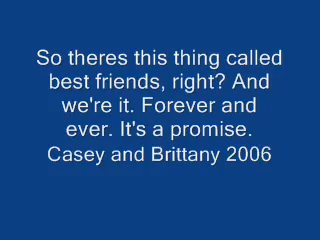 So theres this thing called
best friends, right? And
we're it. Forever and
ever. It's a promise.
Casey and Brittany 2006